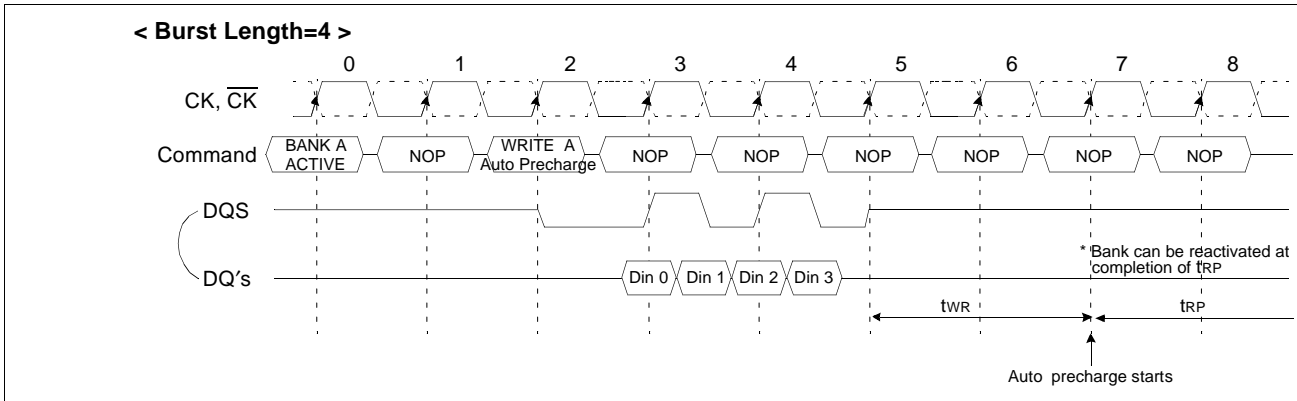 < Burst Length=4 >
0 1 2 3 4 5 6 7 8
CK, CK
Command
BANK A
ACTIVE
NOP
WRITE A
Auto Precharge
NOP
NOP
NOP
NOP
NOP
NOP
DQS
* Bank can be reactivated at
completion of tRP
DQ's
Din 0
Din 1
Din 2
Din 3
tWR
tRP
Auto precharge starts